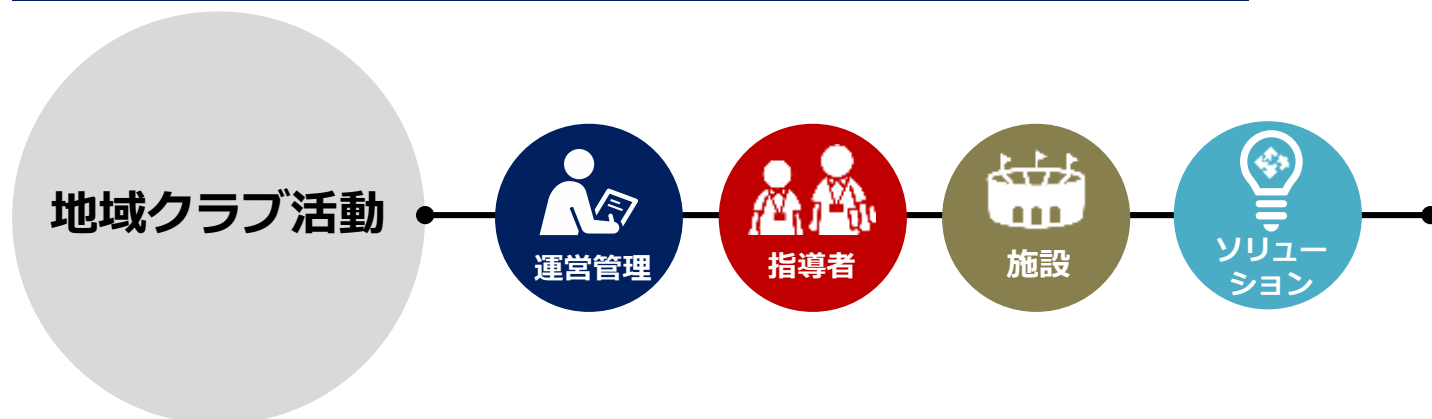 地域クラブ活動
運営管理
指導者
施設
ソリュー
ション